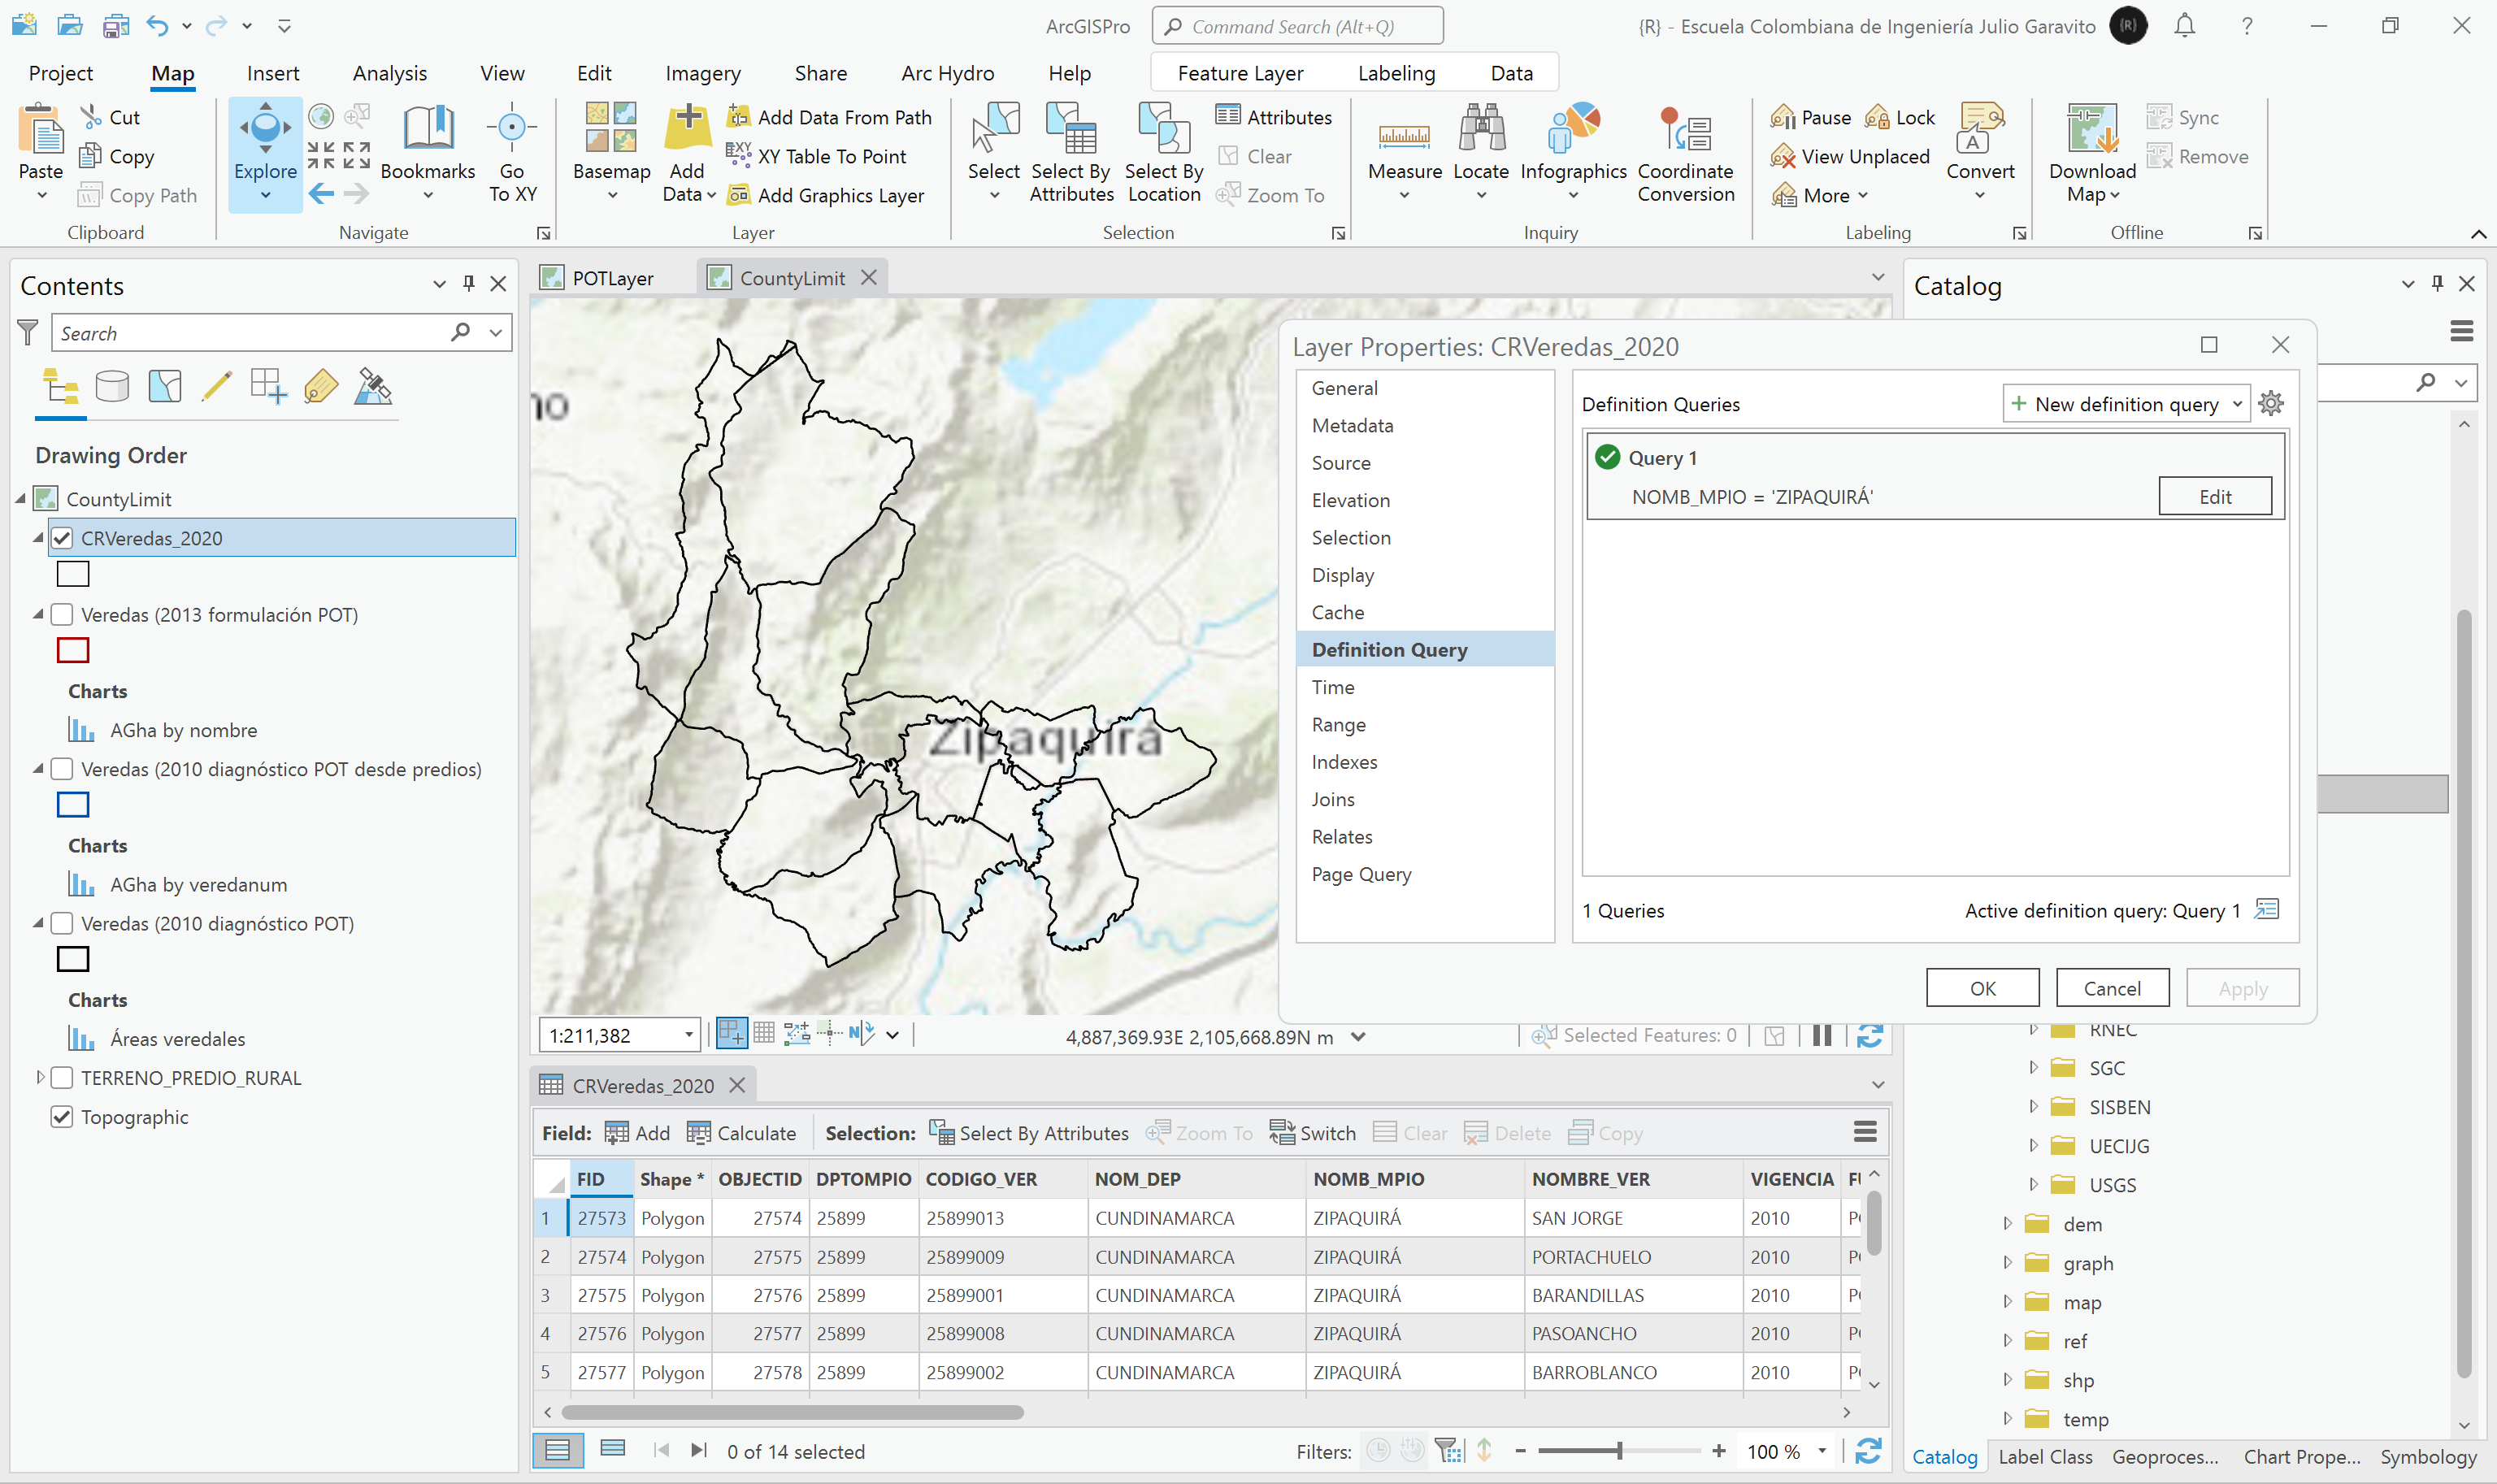 ArcGISPro
Command Search (Alt+Q)
{R} - Escuela Colombiana de Ingeniería Julio Garavito
{R}
?
Project Map Insert Analysis View Edit Imagery Share Arc Hydro Help Feature Layer Labeling Data
Paste
Cut
Copy
Copy Path
Clipboard
Explore
Bookmarks
Go
To XY
Navigate
Basemap
Add
Data
Add Data From Path
XY Table To Point
Add Graphics Layer
Layer
Select
Select By
Attributes
Select By
Location
Attributes
Clear
Zoom To
Selection
Measure
Locate
Infographics
Coordinate
Conversion
Inquiry
Pause
Lock
View Unplaced
More
Convert
Labeling
Download
Map
Sync
Remove
Offline
Contents
Search
Drawing Order
CountyLimit
CRVeredas_2020
Veredas (2013 formulación POT)
Charts
AGha by nombre
Veredas (2010 diagnóstico POT desde predios)
Charts
AGha by veredanum
Veredas (2010 diagnóstico POT)
Charts
Áreas veredales
TERRENO_PREDIO_RURAL
Topographic
POTLayer
CountyLimit
Zipaquirá
1:211,382
4,887,369.93E 2,105,668.89N m
Selected Features: 0
Layer Properties: CRVeredas_2020
General
Metadata
Source
Elevation
Selection
Display
Cache
Definition Query
Time
Range
Indexes
Joins
Relates
Page Query
Definition Queries
New definition query
Query 1
NOMB_MPIO = 'ZIPAQUIRÁ'
Edit
1 Queries
Active definition query: Query 1
OK
Cancel
Apply
CRVeredas_2020
Field: Add Calculate Selection: Select By Attributes Zoom To Switch Clear Delete Copy
FID Shape * OBJECTID DPTOMPIO CODIGO_VER NOM_DEP NOMB_MPIO NOMBRE_VER VIGENCIA
1 27573 Polygon 27574 25899 25899013 CUNDINAMARCA ZIPAQUIRÁ SAN JORGE 2010
2 27574 Polygon 27575 25899 25899009 CUNDINAMARCA ZIPAQUIRÁ PORTACHUELO 2010
3 27575 Polygon 27576 25899 25899001 CUNDINAMARCA ZIPAQUIRÁ BARANDILLAS 2010
4 27576 Polygon 27577 25899 25899008 CUNDINAMARCA ZIPAQUIRÁ PASOANCHO 2010
5 27577 Polygon 27578 25899 25899002 CUNDINAMARCA ZIPAQUIRÁ BARROBLANCO 2010
0 of 14 selected
Filters:
100 %
Catalog
RNEC
SGC
SISBEN
UECIJG
USGS
dem
graph
map
ref
shp
temp
Catalog Label Class Geoproces... Chart Prope... Symbology